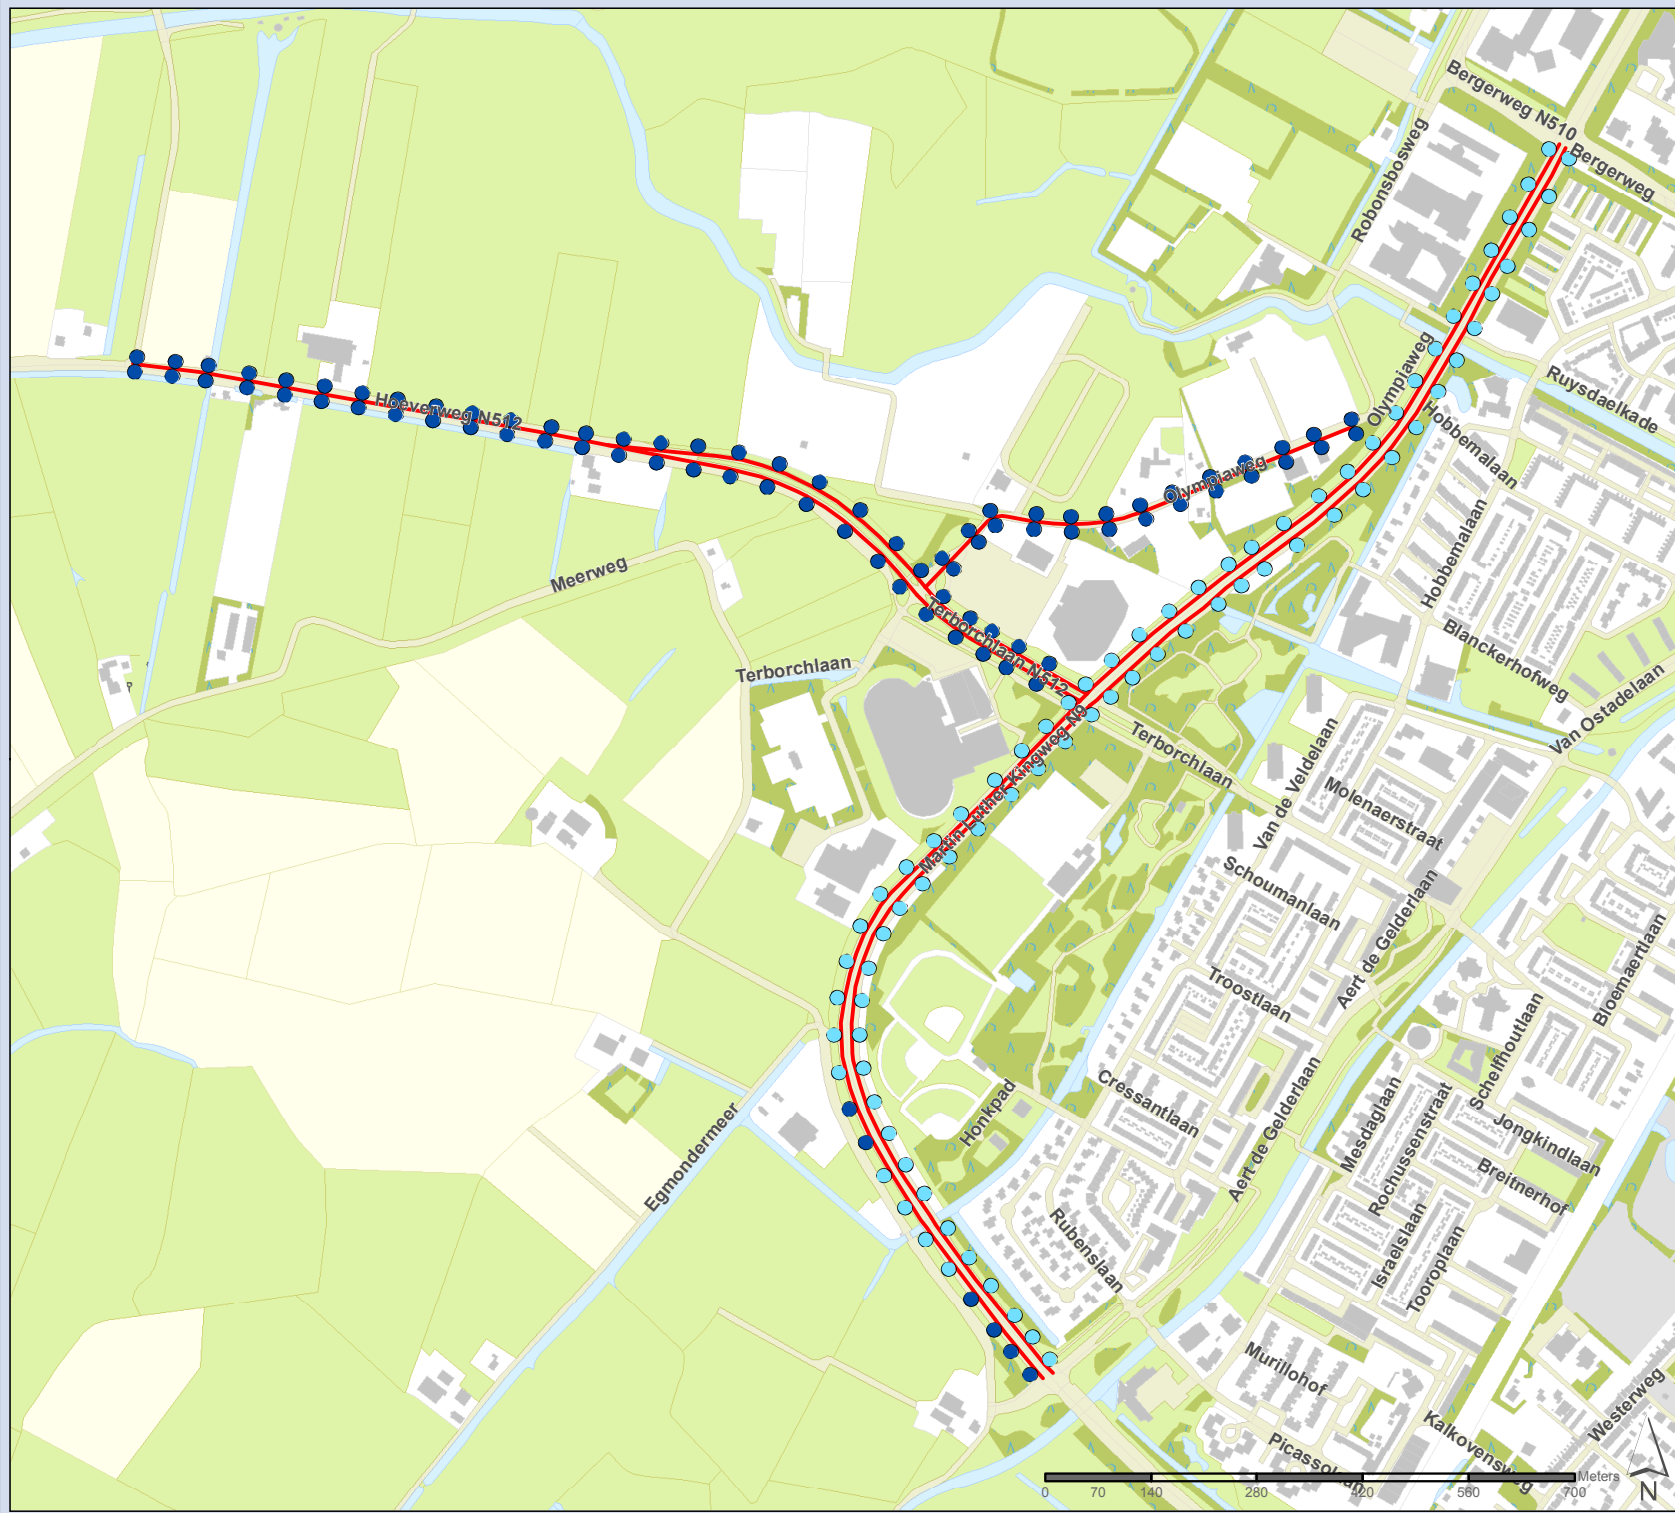 Bergerweg N510
Bergerweg
Robonsbosweg
Olympiaweg
Ruysdaelkade
Hobbemalaan
Hoeverweg N512
Olympiaweg
Hobbemalaan
Meerweg
Terborchlaan N512
Blanckerhofweg
Terborchlaan
Van Ostadelaan
Martin Luther Kingweg N9
Terborchlaan
Van de Veldelaan
Molenaerstraat
Schoumanlaan
Aert de Gelderlaan
Bloemaertlaan
Troostlaan
Schelfhoutlaan
Honkpad
Cressantlaan
Mesdaglaan
Rochussenstraat
Jongkindlaan
Egmondermeer
Aert de Gelderlaan
Breitnerhof
Rubenslaan
Israelslaan
Tooroplaan
Murillohof
Westerweg
Picassolaan
Kalkovensweg
Meters
0 70 140 280 420 560 700
N